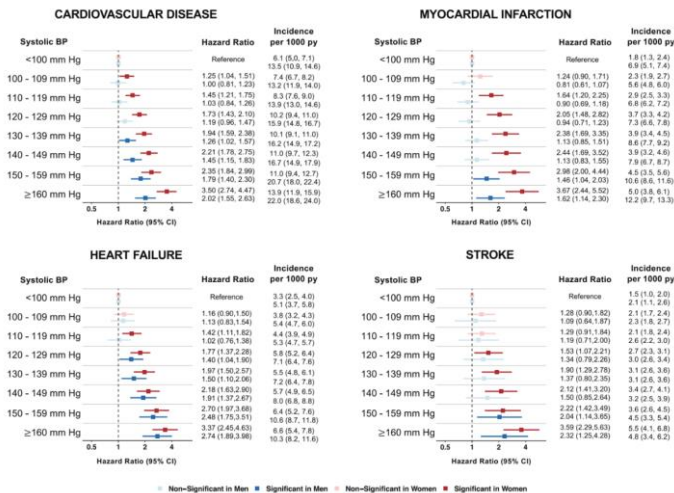 CARDIOVASCULAR DISEASE
Systolic BP Hazard Ratio Incidence per 1000 py
<100 mm Hg Reference 6.1 (5.0, 7.1)
13.5 (10.9, 14.6)
100 - 109 mm Hg 1.25 (1.04, 1.51) 7.4 (6.7, 8.2)
1.00 (0.81, 1.23) 13.2 (11.9, 14.0)
110 - 119 mm Hg 1.45 (1.21, 1.75) 8.3 (7.6, 9.0)
1.03 (0.84, 1.26) 13.9 (13.0, 14.6)
120 - 129 mm Hg 1.73 (1.43, 2.10) 10.2 (9.4, 11.0)
1.19 (0.96, 1.47) 15.9 (14.8, 16.7)
130 - 139 mm Hg 1.94 (1.59, 2.38) 10.1 (9.1, 11.0)
1.26 (1.02, 1.57) 16.2 (14.9, 17.2)
140 - 149 mm Hg 2.21 (1.78, 2.75) 11.0 (9.7, 12.3)
1.45 (1.15, 1.83) 16.7 (14.9, 17.9)
150 - 159 mm Hg 2.35 (1.84, 2.99) 11.0 (9.4, 12.7)
1.79 (1.40, 2.30) 20.7 (18.0, 22.4)
≥160 mm Hg 3.50 (2.74, 4.47) 13.9 (11.9, 15.9)
2.02 (1.55, 2.63) 22.0 (18.6, 24.0)
0.5 1 2 4
Hazard Ratio (95% CI)
MYOCARDIAL INFARCTION
Systolic BP Hazard Ratio Incidence per 1000 py
<100 mm Hg Reference 1.8 (1.3, 2.4)
6.9 (5.1, 7.4)
100 - 109 mm Hg 1.24 (0.90, 1.71) 2.3 (1.9, 2.7)
0.81 (0.61, 1.07) 5.6 (4.8, 6.0)
110 - 119 mm Hg 1.64 (1.20, 2.25) 2.9 (2.5, 3.3)
0.90 (0.69, 1.18) 6.8 (6.2, 7.2)
120 - 129 mm Hg 2.05 (1.48, 2.82) 3.7 (3.3, 4.2)
0.94 (0.71, 1.23) 7.3 (6.6, 7.8)
130 - 139 mm Hg 2.38 (1.69, 3.35) 3.9 (3.4, 4.5)
1.13 (0.85, 1.51) 8.6 (7.7, 9.2)
140 - 149 mm Hg 2.44 (1.69, 3.52) 3.9 (3.2, 4.6)
1.13 (0.83, 1.55) 7.9 (6.7, 8.7)
150 - 159 mm Hg 2.98 (2.00, 4.44) 4.5 (3.5, 5.6)
1.46 (1.04, 2.03) 10.6 (8.6, 11.6)
≥160 mm Hg 3.67 (2.44, 5.52) 5.0 (3.8, 6.1)
1.62 (1.14, 2.30) 12.2 (9.7, 13.3)
0.5 1 2 4
Hazard Ratio (95% CI)
HEART FAILURE
Systolic BP Hazard Ratio Incidence per 1000 py
<100 mm Hg Reference 3.3 (2.5, 4.0)
5.1 (3.7, 5.8)
100 - 109 mm Hg 1.16 (0.90,1.50) 3.8 (3.2, 4.3)
1.13 (0.83,1.54) 5.4 (4.7, 6.0)
110 - 119 mm Hg 1.42 (1.11,1.82) 4.4 (3.9, 4.9)
1.02 (0.76,1.38) 5.3 (4.7, 5.7)
120 - 129 mm Hg 1.77 (1.37,2.28) 5.8 (5.2, 6.4)
1.40 (1.04,1.90) 7.1 (6.4, 7.6)
130 - 139 mm Hg 1.97 (1.50,2.57) 5.5 (4.8, 6.1)
1.50 (1.10,2.06) 7.2 (6.4, 7.8)
140 - 149 mm Hg 2.18 (1.63,2.90) 5.7 (4.9, 6.5)
1.91 (1.37,2.67) 8.0 (6.8, 8.8)
150 - 159 mm Hg 2.70 (1.97,3.68) 6.4 (5.2, 7.6)
2.48 (1.75,3.51) 10.6 (8.7, 11.8)
≥160 mm Hg 3.37 (2.45,4.63) 6.6 (5.4, 7.8)
2.74 (1.89,3.98) 10.3 (8.2, 11.6)
0.5 1 2 4
Hazard Ratio (95% CI)
STROKE
Systolic BP Hazard Ratio Incidence per 1000 py
<100 mm Hg Reference 1.5 (1.0, 2.0)
2.1 (1.1, 2.6)
100 - 109 mm Hg 1.28 (0.90,1.82) 2.1 (1.7, 2.4)
1.09 (0.64,1.87) 2.3 (1.8, 2.7)
110 - 119 mm Hg 1.29 (0.91,1.84) 2.1 (1.8, 2.4)
1.19 (0.71,2.00) 2.6 (2.2, 3.0)
120 - 129 mm Hg 1.53 (1.07,2.21) 2.7 (2.3, 3.1)
1.34 (0.79,2.26) 3.0 (2.6, 3.4)
130 - 139 mm Hg 1.90 (1.29,2.78) 3.1 (2.6, 3.6)
1.37 (0.80,2.35) 3.1 (2.6, 3.6)
140 - 149 mm Hg 2.12 (1.41,3.20) 3.4 (2.7, 4.1)
1.50 (0.85,2.64) 3.2 (2.5, 3.9)
150 - 159 mm Hg 2.22 (1.42,3.49) 3.6 (2.6, 4.5)
2.04 (1.14,3.65) 4.5 (3.3, 5.4)
≥160 mm Hg 3.59 (2.29,5.63) 5.5 (4.1, 6.8)
2.32 (1.25,4.28) 4.8 (3.4, 6.2)
0.5 1 2 4
Hazard Ratio (95% CI)
Non-Significant in Men Significant in Men Non-Significant in Women Significant in Women